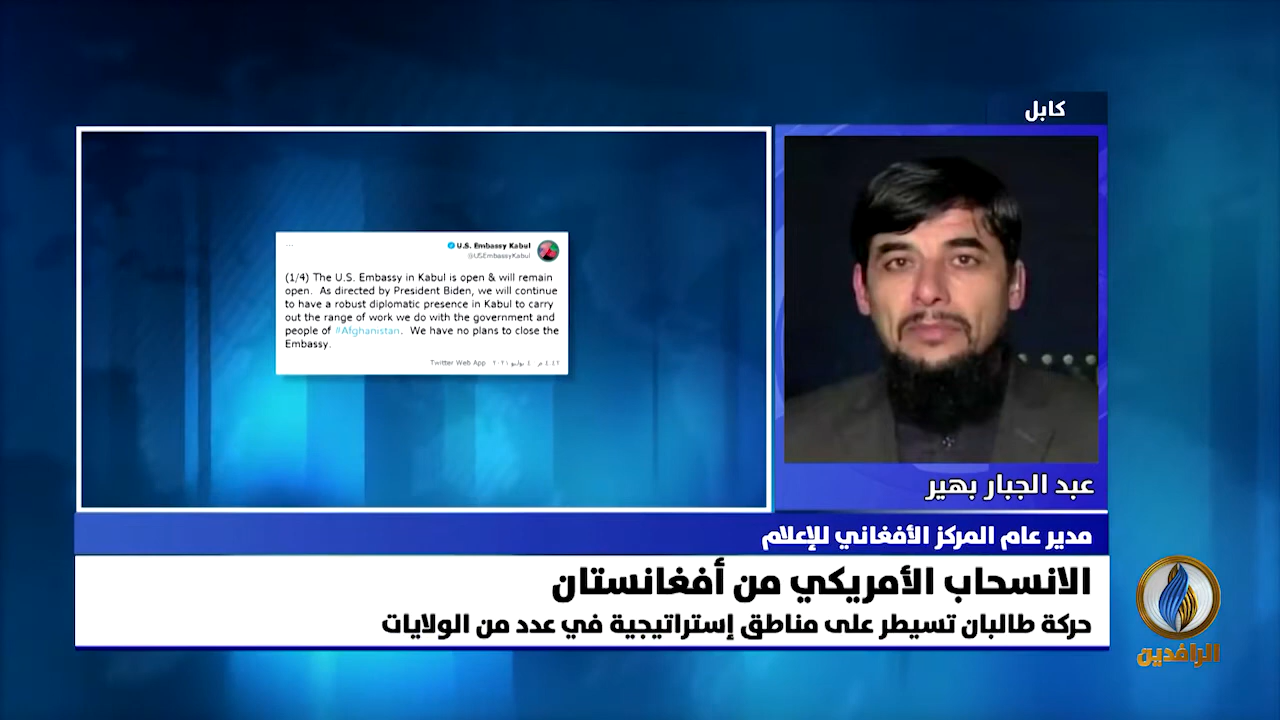 كابل
...
U.S. Embassy Kabul
@USEmbassyKabul
(1/4) The U.S. Embassy in Kabul is open & will remain
open. As directed by President Biden, we will continue
to have a robust diplomatic presence in Kabul to carry
out the range of work we do with the government and
people of #Afghanistan. We have no plans to close the
Embassy.
Twitter Web App
عبد الجبار بهير
مدير عام المركز الأفغاني للإعلام
الانسحاب الأمريكي من أفغانستان
حركة طالبان تسيطر على مناطق إستراتيجية في عدد من الولايات
الرافدين